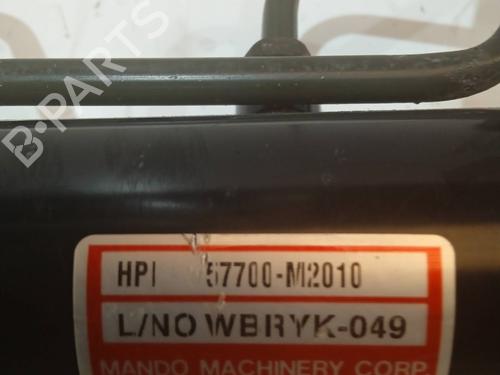 B-PARTS
HPI 57700-M2010
L/NO WBRYK-049
MANDO MACHINERY CORP